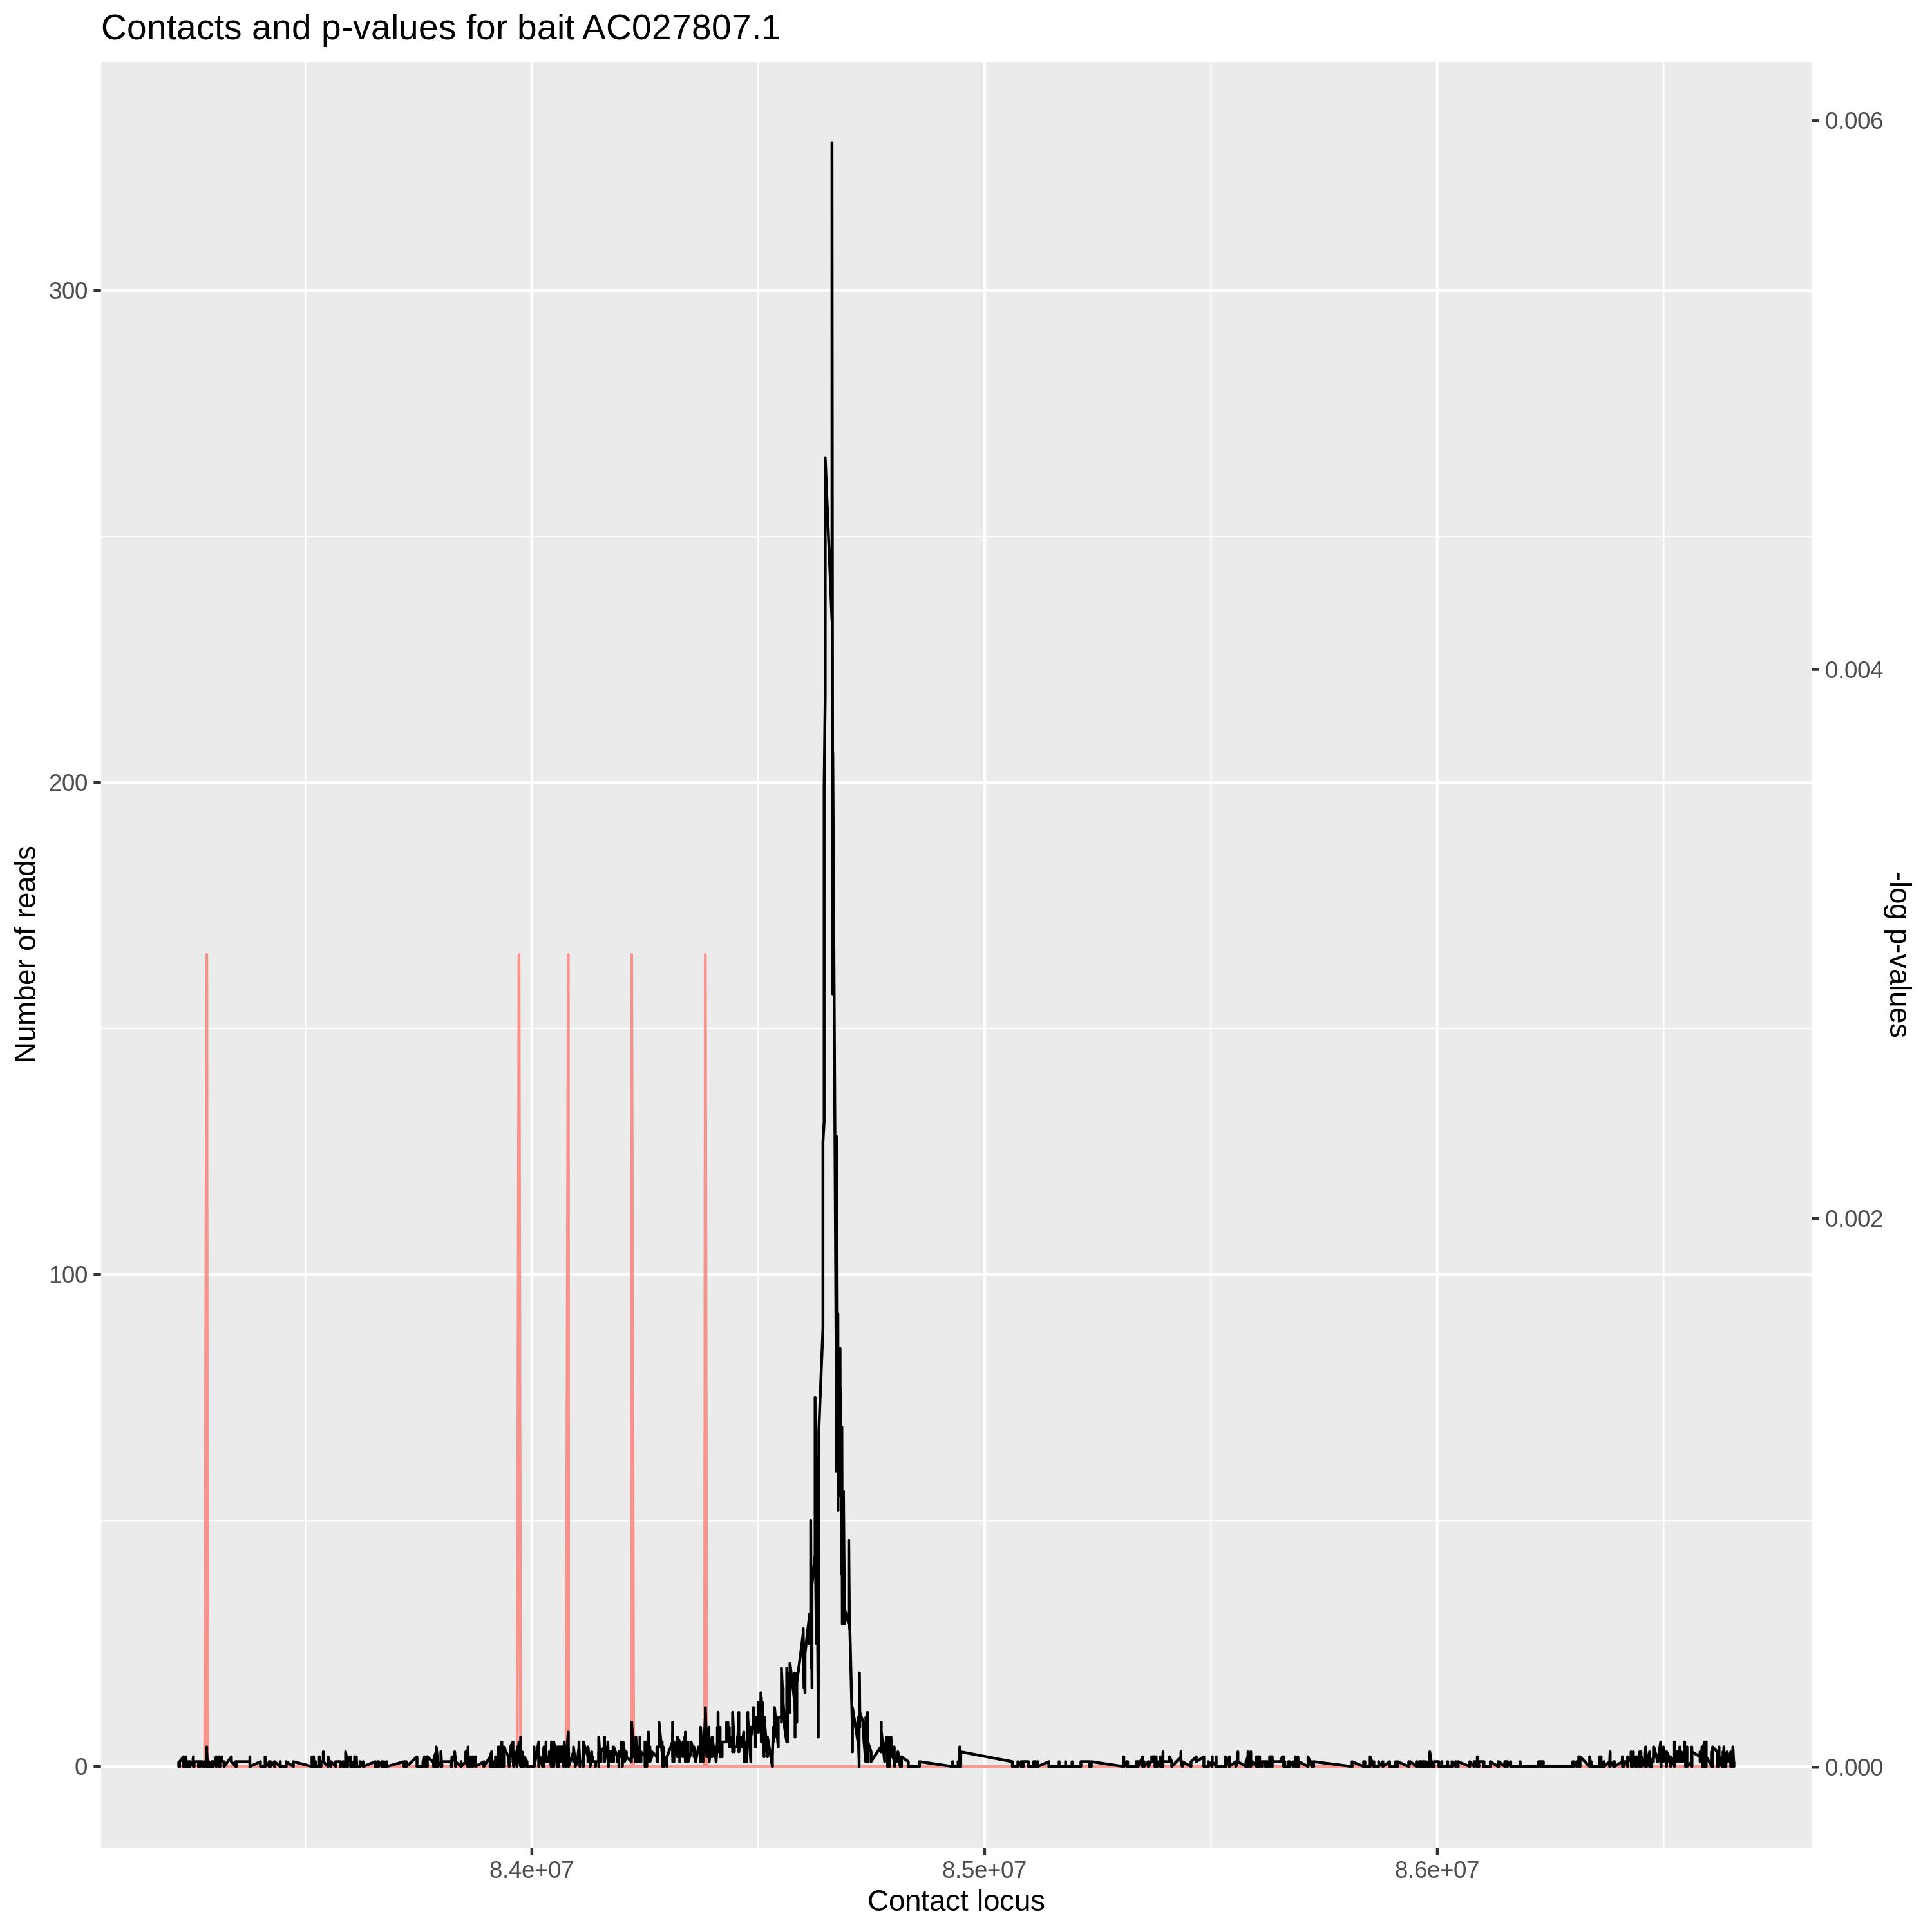 Contacts and p-values for bait AC027807.1
300
200
100
0
Number of reads
0.006
0.004
0.002
0.000
-log p-values
8.4e+07
8.5e+07
8.6e+07
Contact locus